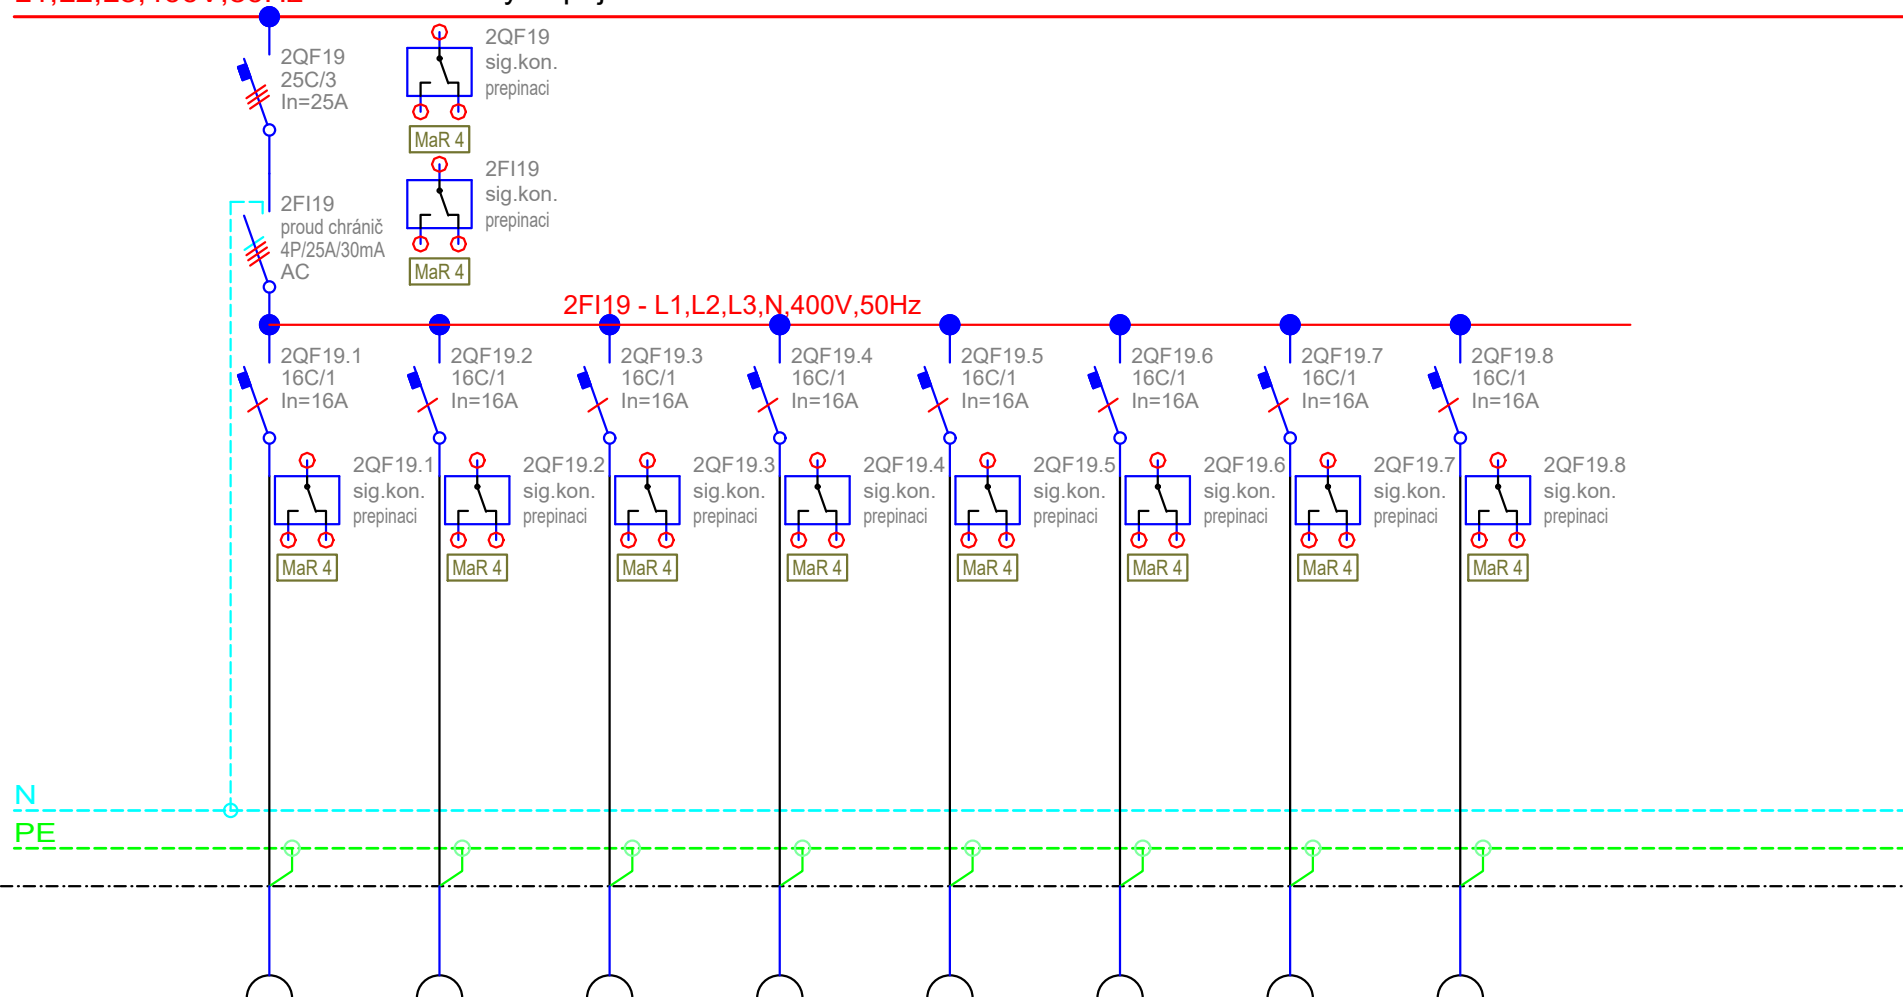 2QF19
25C/3
In=25A
2QF19
sig.kon.
prepinaci
MaR 4
2FI19
proud chránič
4P/25A/30mA
AC
2FI19
sig.kon.
prepinaci
MaR 4
2FI19 - L1,L2,L3,N,400V,50Hz
2QF19.1
16C/1
In=16A
2QF19.2
16C/1
In=16A
2QF19.3
16C/1
In=16A
2QF19.4
16C/1
In=16A
2QF19.5
16C/1
In=16A
2QF19.6
16C/1
In=16A
2QF19.7
16C/1
In=16A
2QF19.8
16C/1
In=16A
2QF19.1
sig.kon.
prepinaci
MaR 4
2QF19.2
sig.kon.
prepinaci
MaR 4
2QF19.3
sig.kon.
prepinaci
MaR 4
2QF19.4
sig.kon.
prepinaci
MaR 4
2QF19.5
sig.kon.
prepinaci
MaR 4
2QF19.6
sig.kon.
prepinaci
MaR 4
2QF19.7
sig.kon.
prepinaci
MaR 4
2QF19.8
sig.kon.
prepinaci
MaR 4
N
PE